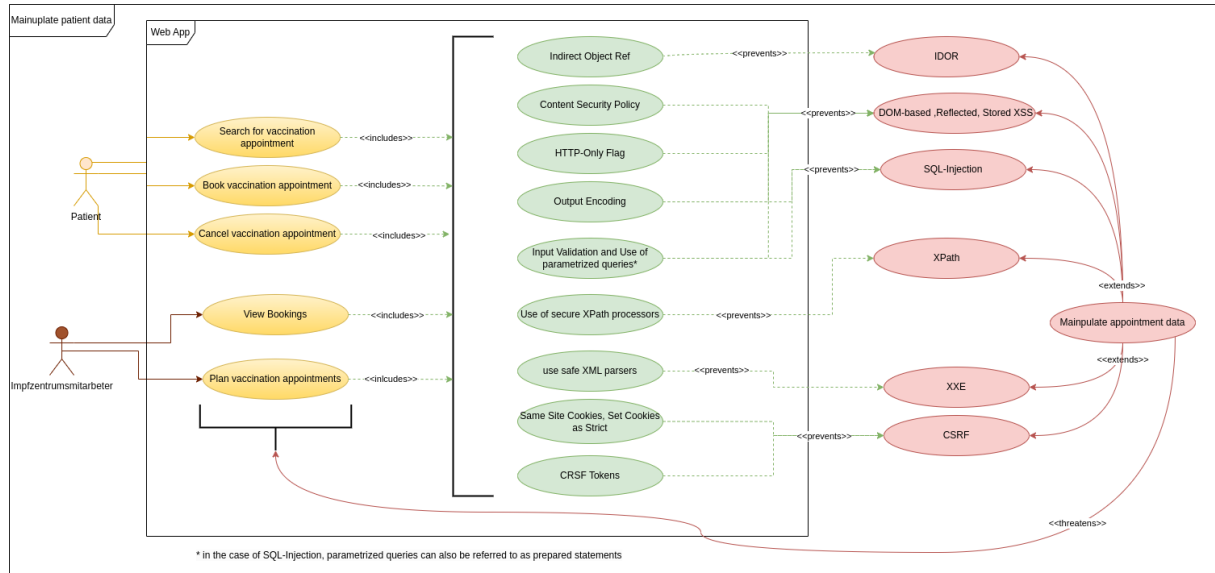 Mainuplate patient data
Web App
Indirect Object Ref
<<prevents>>
IDOR
Content Security Policy
<<prevents>>
DOM-based ,Reflected, Stored XSS
Search for vaccination
appointment
<<includes>>
HTTP-Only Flag
SQL-Injection
<<prevents>>
Book vaccination appointment
<<includes>>
Output Encoding
Patient
Cancel vaccination appointment
<<includes>>
Input Validation and Use of
parametrized queries*
XPath
<extends>>
View Bookings
<<includes>>
Use of secure XPath processors
<<prevents>>
Mainpulate appointment data
<<extends>>
Impfzentrumsmitarbeter
Plan vaccination appointments
<<inlcudes>>
use safe XML parsers
<<prevents>>
XXE
Same Site Cookies, Set Cookies
as Strict
<<prevents>>
CSRF
CRSF Tokens
<<threatens>>
* in the case of SQL-Injection, parametrized queries can also be referred to as prepared statements